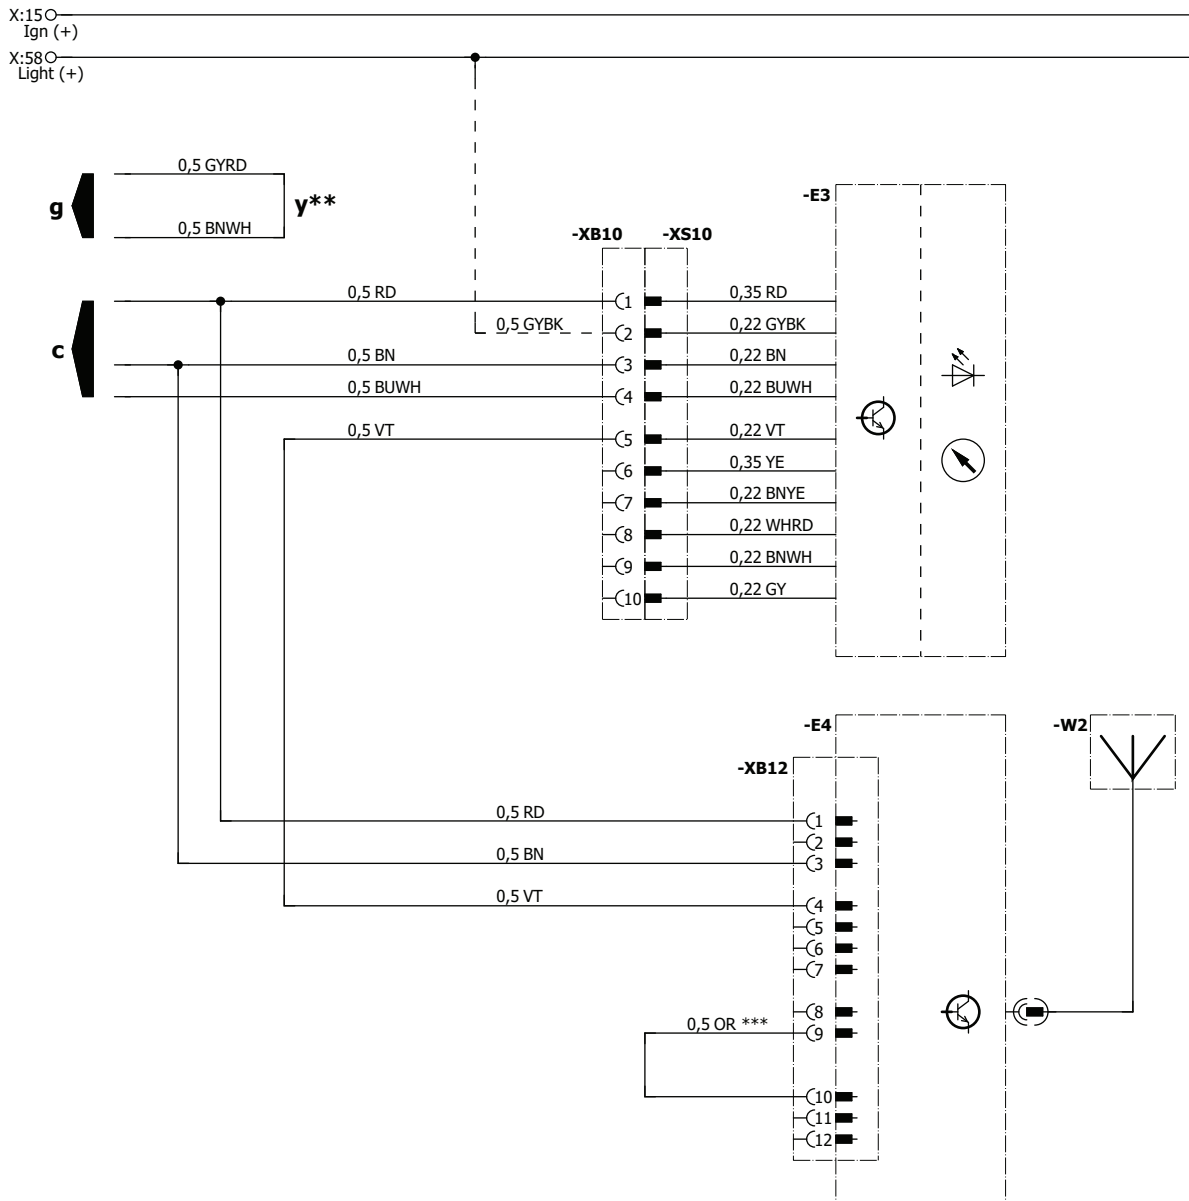 X:15
Ign (+)
X:58
Light (+)
0,5 GYRD
g
y**
0,5 BNWH
-E3
-XB10
-XS10
0,5 RD
1
0,35 RD
0,5 GYBK
2
0,22 GYBK
c
0,5 BN
3
0,22 BN
0,5 BUWH
4
0,22 BUWH
0,5 VT
5
0,22 VT
6
0,35 YE
7
0,22 BNYE
8
0,22 WHRD
9
0,22 BNWH
10
0,22 GY
-E4
-W2
-XB12
0,5 RD
1
2
0,5 BN
3
0,5 VT
4
5
6
7
8
0,5 OR ***
9
10
11
12